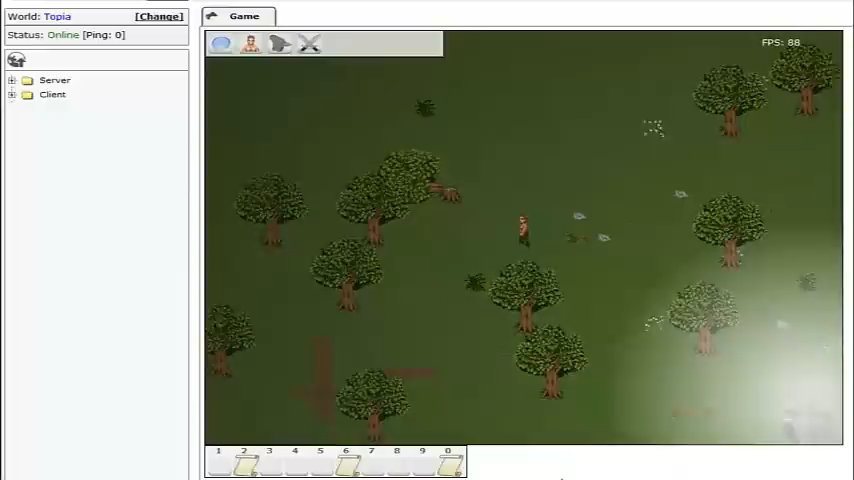 World: Topia [Change]
Status: Online [Ping: 0]
Game
Server
Client
FPS: 88
1 2 3 4 5 6 7 8 9 0